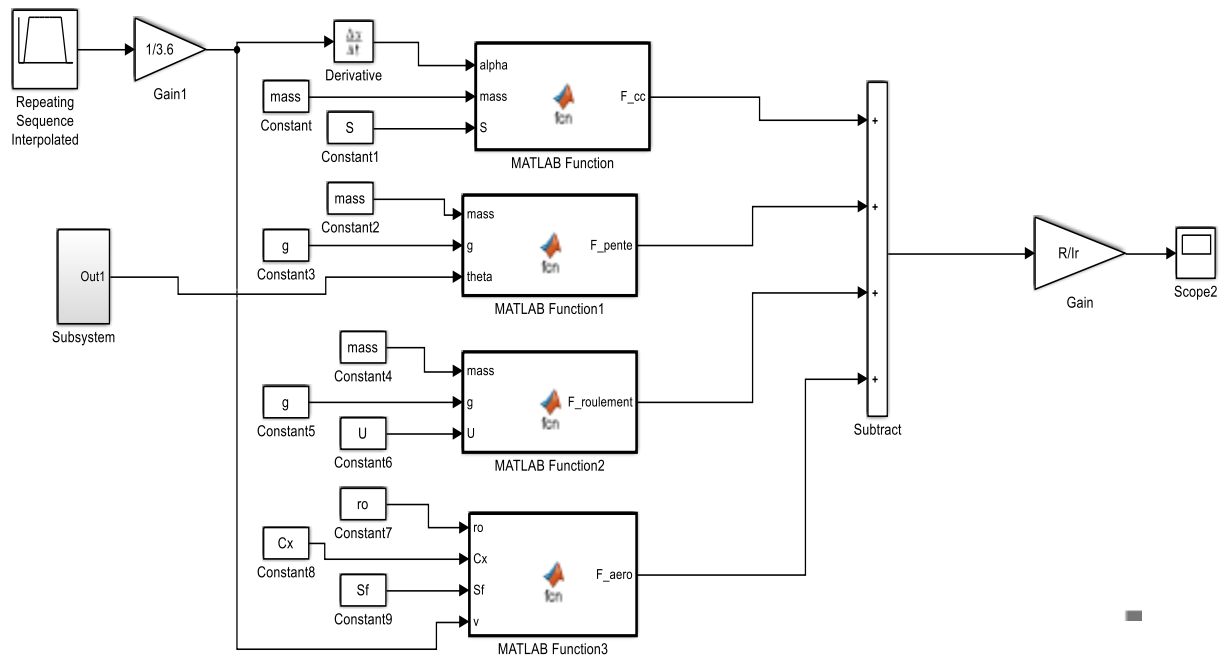 1/3.6
Gain1
Repeating
Sequence
Interpolated
Δx
Δt
Derivative
mass
Constant
S
Constant1
alpha
mass
S
fcn
F_cc
MATLAB Function
mass
Constant2
g
Constant3
mass
g
theta
fcn
F_pente
MATLAB Function1
Out1
Subsystem
mass
Constant4
g
Constant5
U
Constant6
mass
g
U
fcn
F_roulement
MATLAB Function2
ro
Constant7
Cx
Constant8
Sf
Constant9
ro
Cx
Sf
v
fcn
F_aero
MATLAB Function3
+
+
+
+
Subtract
R/Ir
Gain
Scope2